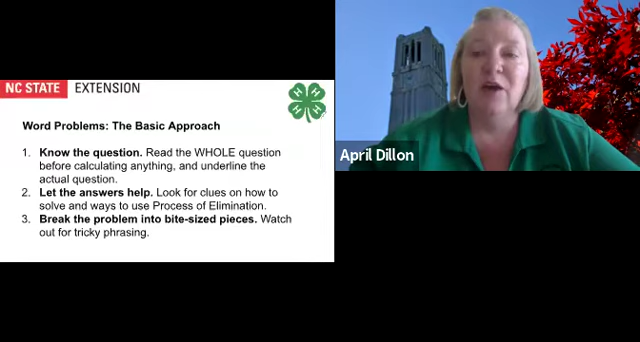 NC STATE EXTENSION
H H H H
Word Problems: The Basic Approach
1. Know the question. Read the WHOLE question
before calculating anything, and underline the
actual question.
2. Let the answers help. Look for clues on how to
solve and ways to use Process of Elimination.
3. Break the problem into bite-sized pieces. Watch
out for tricky phrasing.
April Dillon